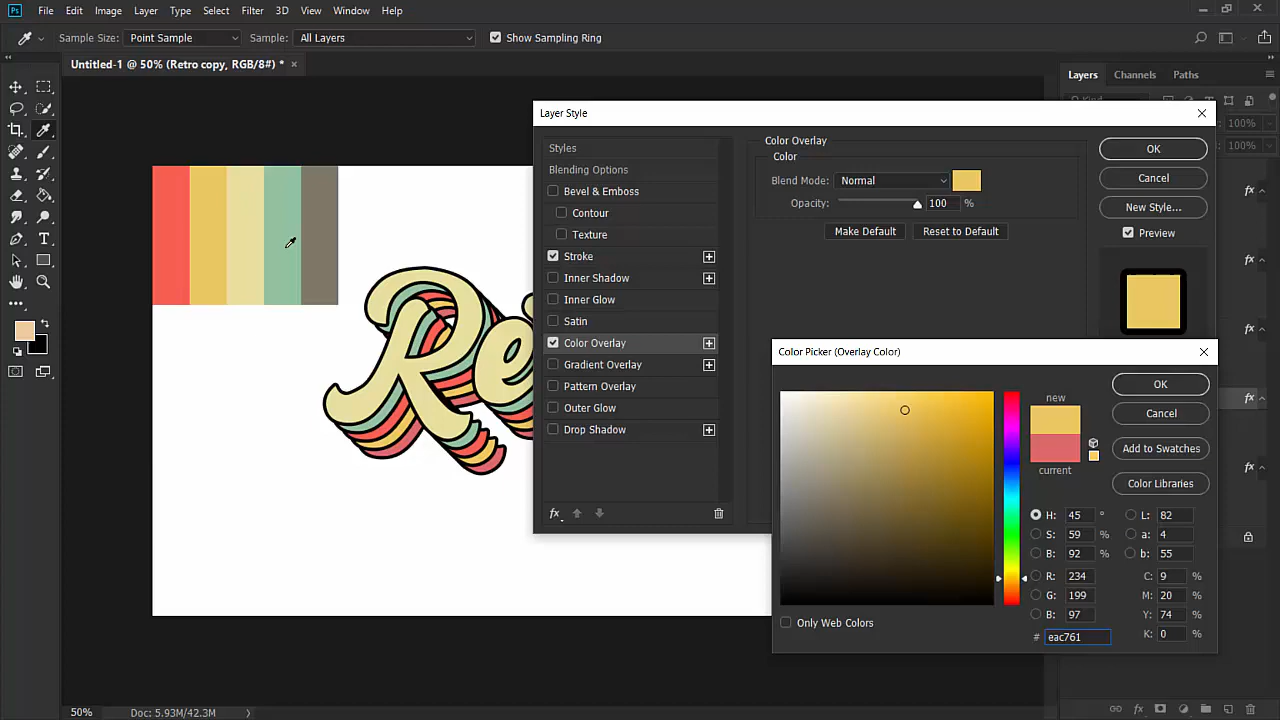 Ps File Edit Image Layer Type Select Filter 3D View Window Help
Sample Size: Point Sample Sample: All Layers Show Sampling Ring
Untitled-1 @ 50% (Retro copy, RGB/8#) *
Layers Channels Paths
Layer Style
Styles
Blending Options
Bevel & Emboss
Contour
Texture
Stroke
Inner Shadow
Inner Glow
Satin
Color Overlay
Gradient Overlay
Pattern Overlay
Outer Glow
Drop Shadow
fx
Color Overlay
Color
Blend Mode: Normal
Opacity: 100 %
Make Default Reset to Default
OK
Cancel
New Style...
Preview
100%
100%
fx
fx
fx
fx
fx
Re
Color Picker (Overlay Color)
new
current
OK
Cancel
Add to Swatches
Color Libraries
H: 45 ° L: 82
S: 59 % a: 4
B: 92 % b: 55
R: 234 C: 9 %
G: 199 M: 20 %
B: 97 Y: 74 %
# eac761 K: 0 %
Only Web Colors
50% Doc: 5.93M/42.3M
fx